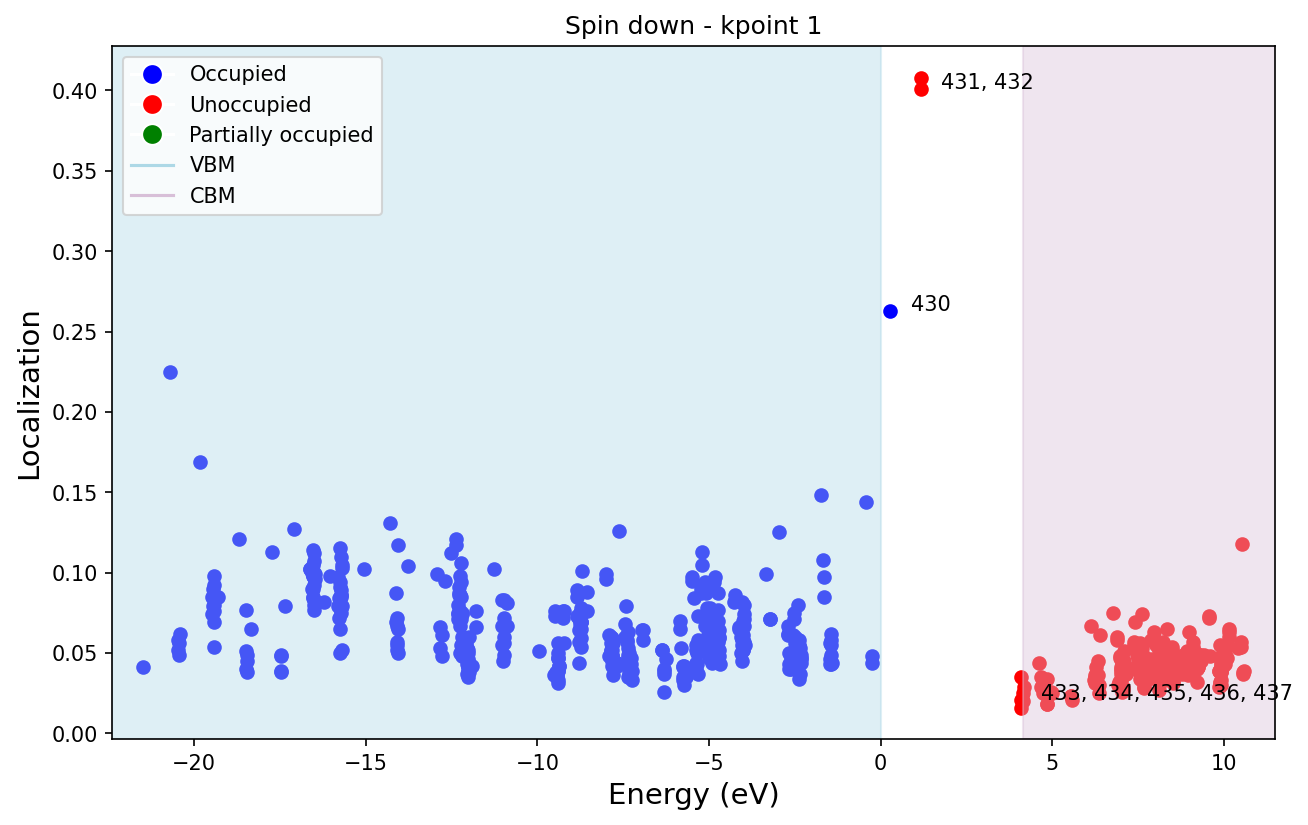 Spin down - kpoint 1
Localization
0.40
0.35
0.30
0.25
0.20
0.15
0.10
0.05
0.00
Occupied
Unoccupied
Partially occupied
VBM
CBM
431, 432
430
433, 434, 435, 436, 437
−20
−15
−10
−5
0
5
10
Energy (eV)